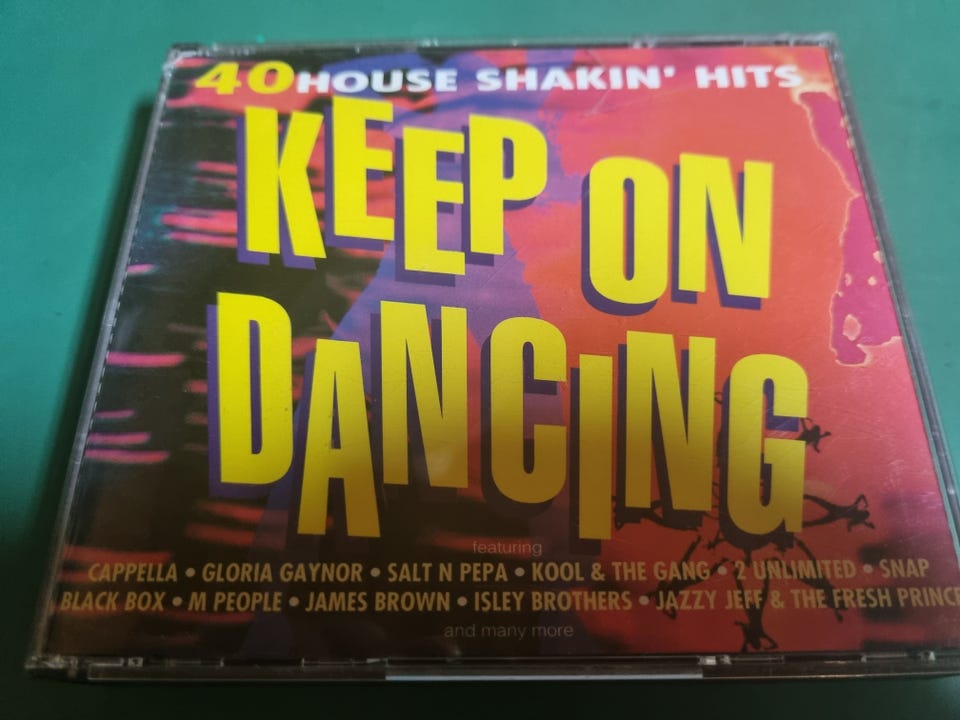 40 HOUSE SHAKIN' HITS
KEEP ON
DANCING
featuring
CAPPELLA • GLORIA GAYNOR • SALT N PEPA • KOOL & THE GANG • 2 UNLIMITED • SNAP
BLACK BOX • M PEOPLE • JAMES BROWN • ISLEY BROTHERS • JAZZY JEFF & THE FRESH PRINCE
and many more